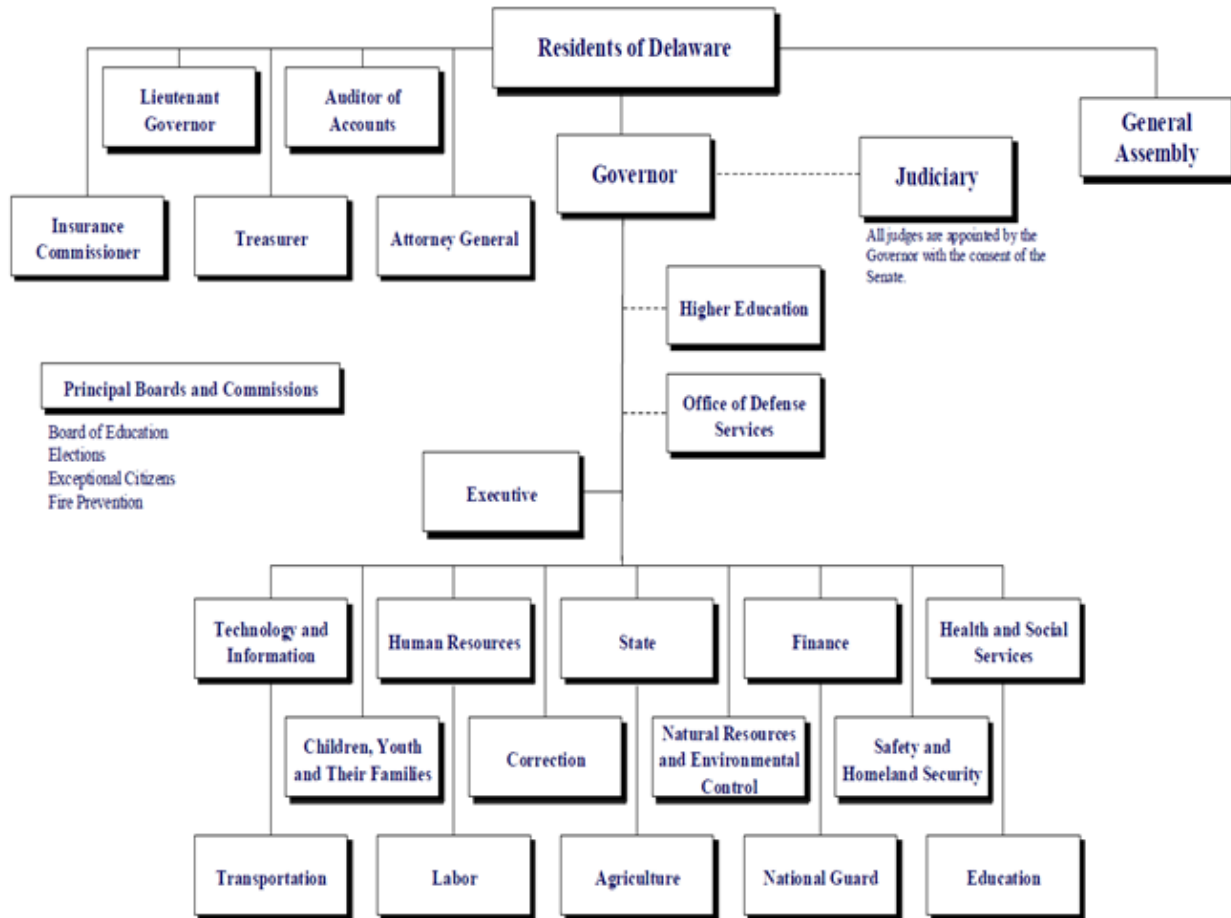 Residents of Delaware
Lieutenant
Governor
Auditor of
Accounts
General
Assembly
Governor
Judiciary
All judges are appointed by the
Governor with the consent of the
Senate.
Insurance
Commissioner
Treasurer
Attorney General
Higher Education
Principal Boards and Commissions
Board of Education
Elections
Exceptional Citizens
Fire Prevention
Office of Defense
Services
Executive
Technology and
Information
Human Resources
State
Finance
Health and Social
Services
Children, Youth
and Their Families
Correction
Natural Resources
and Environmental
Control
Safety and
Homeland Security
Transportation
Labor
Agriculture
National Guard
Education